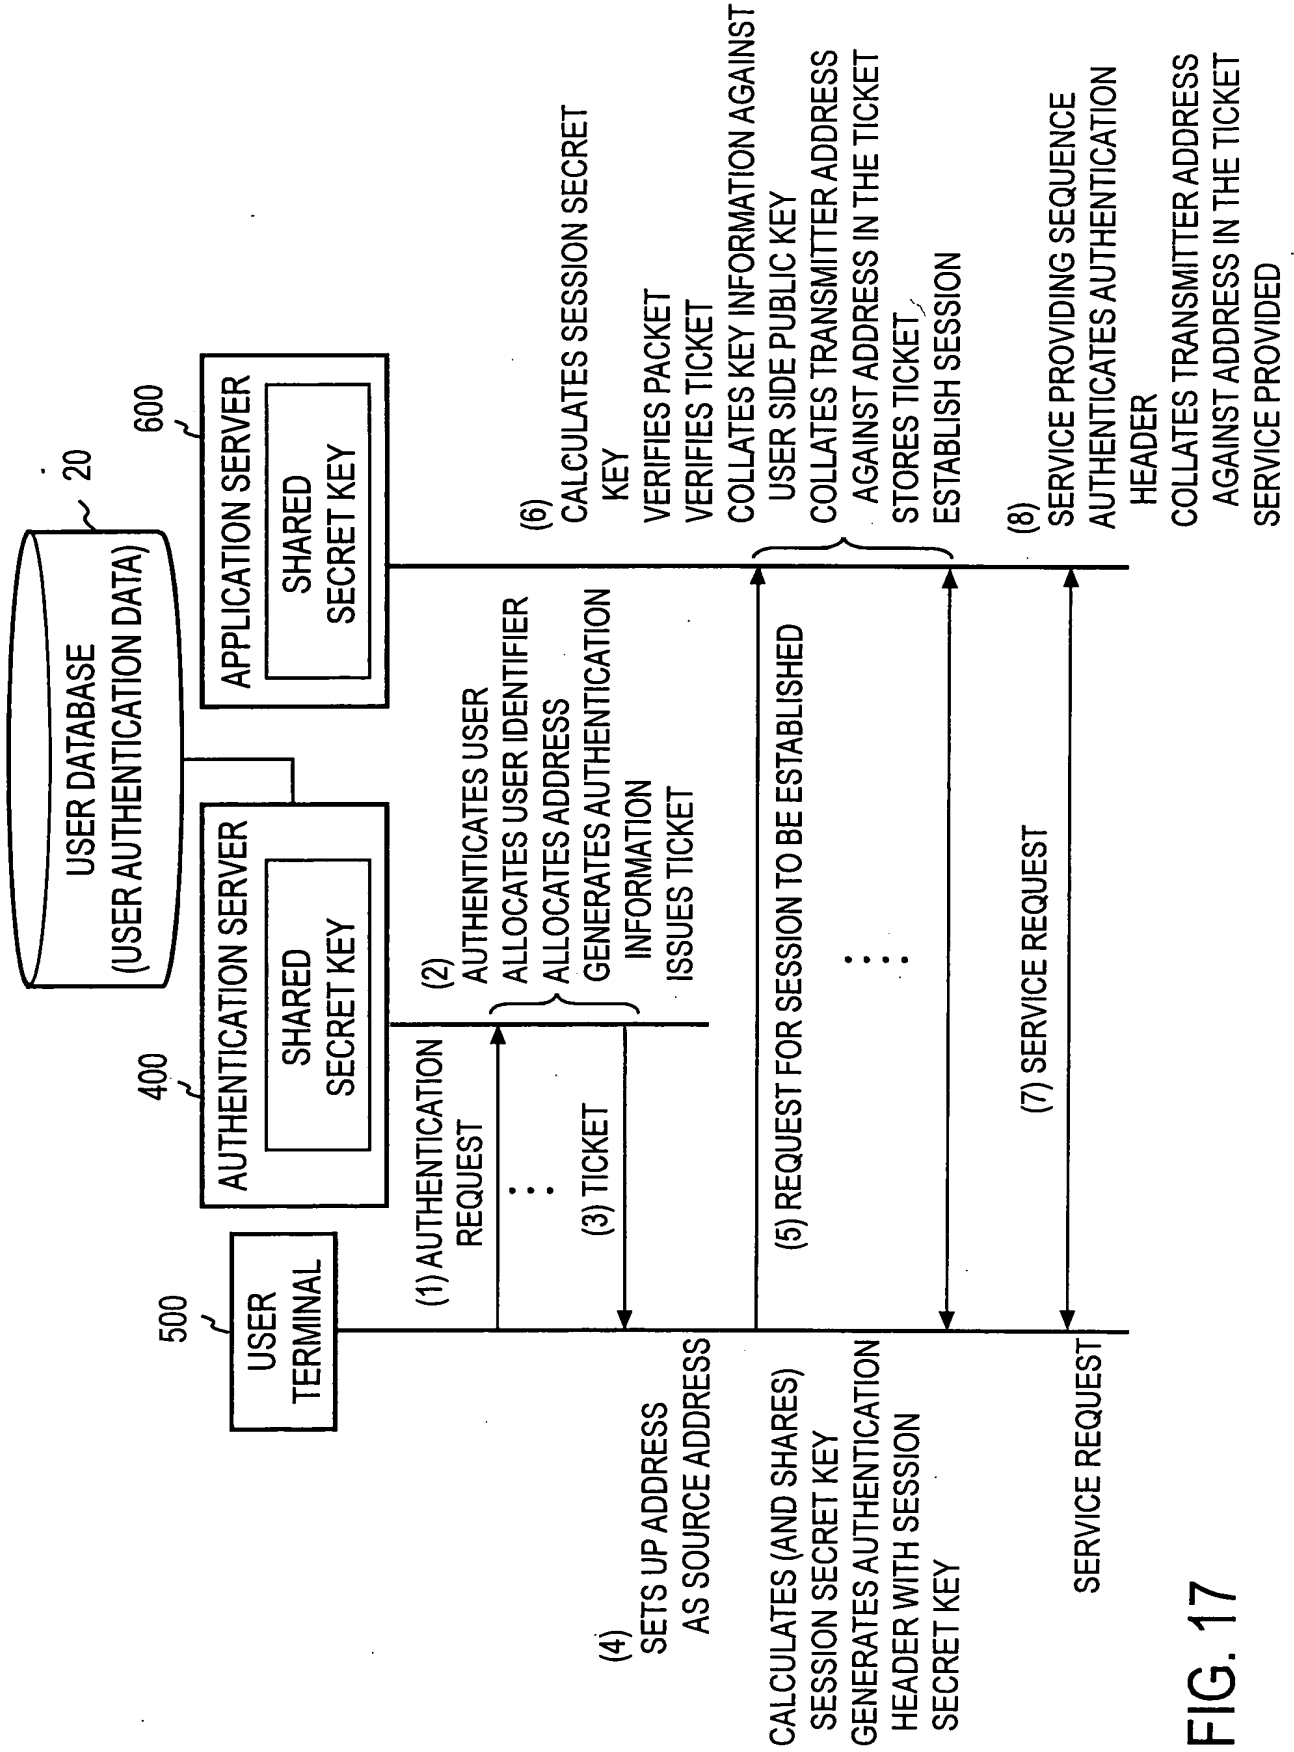 20
USER DATABASE
(USER AUTHENTICATION DATA)
500
USER
TERMINAL
400
AUTHENTICATION SERVER
SHARED
SECRET KEY
600
APPLICATION SERVER
SHARED
SECRET KEY
(1) AUTHENTICATION
REQUEST
(2)
AUTHENTICATES USER
ALLOCATES USER IDENTIFIER
ALLOCATES ADDRESS
GENERATES AUTHENTICATION
INFORMATION
ISSUES TICKET
(3) TICKET
(4)
SETS UP ADDRESS
AS SOURCE ADDRESS
CALCULATES (AND SHARES)
SESSION SECRET KEY
GENERATES AUTHENTICATION
HEADER WITH SESSION
SECRET KEY
(5) REQUEST FOR SESSION TO BE ESTABLISHED
(6)
CALCULATES SESSION SECRET
KEY
VERIFIES PACKET
VERIFIES TICKET
COLLATES KEY INFORMATION AGAINST
USER SIDE PUBLIC KEY
COLLATES TRANSMITTER ADDRESS
AGAINST ADDRESS IN THE TICKET
STORES TICKET
ESTABLISH SESSION
SERVICE REQUEST
(7) SERVICE REQUEST
(8)
SERVICE PROVIDING SEQUENCE
AUTHENTICATES AUTHENTICATION
HEADER
COLLATES TRANSMITTER ADDRESS
AGAINST ADDRESS IN THE TICKET
SERVICE PROVIDED
FIG. 17